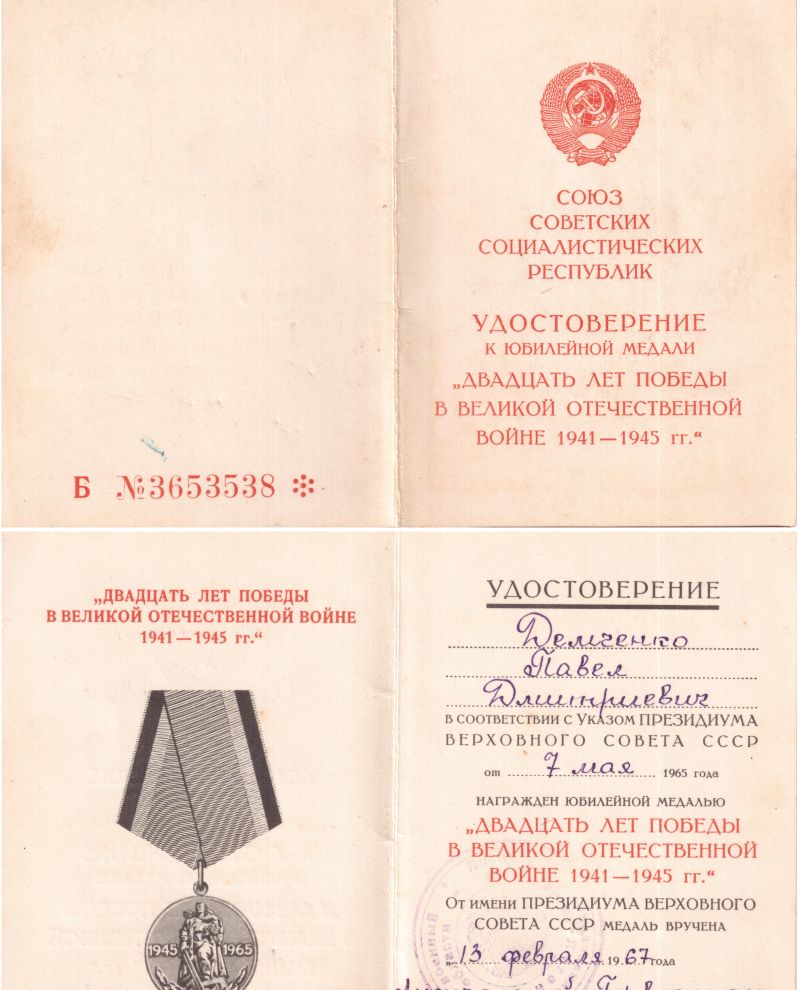 СОЮЗ
СОВЕТСКИХ
СОЦИАЛИСТИЧЕСКИХ
РЕСПУБЛИК
УДОСТОВЕРЕНИЕ
К ЮБИЛЕЙНОЙ МЕДАЛИ
„ДВАДЦАТЬ ЛЕТ ПОБЕДЫ
В ВЕЛИКОЙ ОТЕЧЕСТВЕННОЙ
ВОЙНЕ 1941—1945 гг.“
Б №3653538
„ДВАДЦАТЬ ЛЕТ ПОБЕДЫ
В ВЕЛИКОЙ ОТЕЧЕСТВЕННОЙ ВОЙНЕ
1941—1945 гг.“
1945 1965
УДОСТОВЕРЕНИЕ
Демченко
Павел
Дмитриевич
В СООТВЕТСТВИИ С УКАЗОМ ПРЕЗИДИУМА
ВЕРХОВНОГО СОВЕТА СССР
от 7 мая 1965 года
НАГРАЖДЕН ЮБИЛЕЙНОЙ МЕДАЛЬЮ
„ДВАДЦАТЬ ЛЕТ ПОБЕДЫ
В ВЕЛИКОЙ ОТЕЧЕСТВЕННОЙ
ВОЙНЕ 1941—1945 гг.“
От имени ПРЕЗИДИУМА ВЕРХОВНОГО
СОВЕТА СССР МЕДАЛЬ ВРУЧЕНА
„13 февраля 1967 года